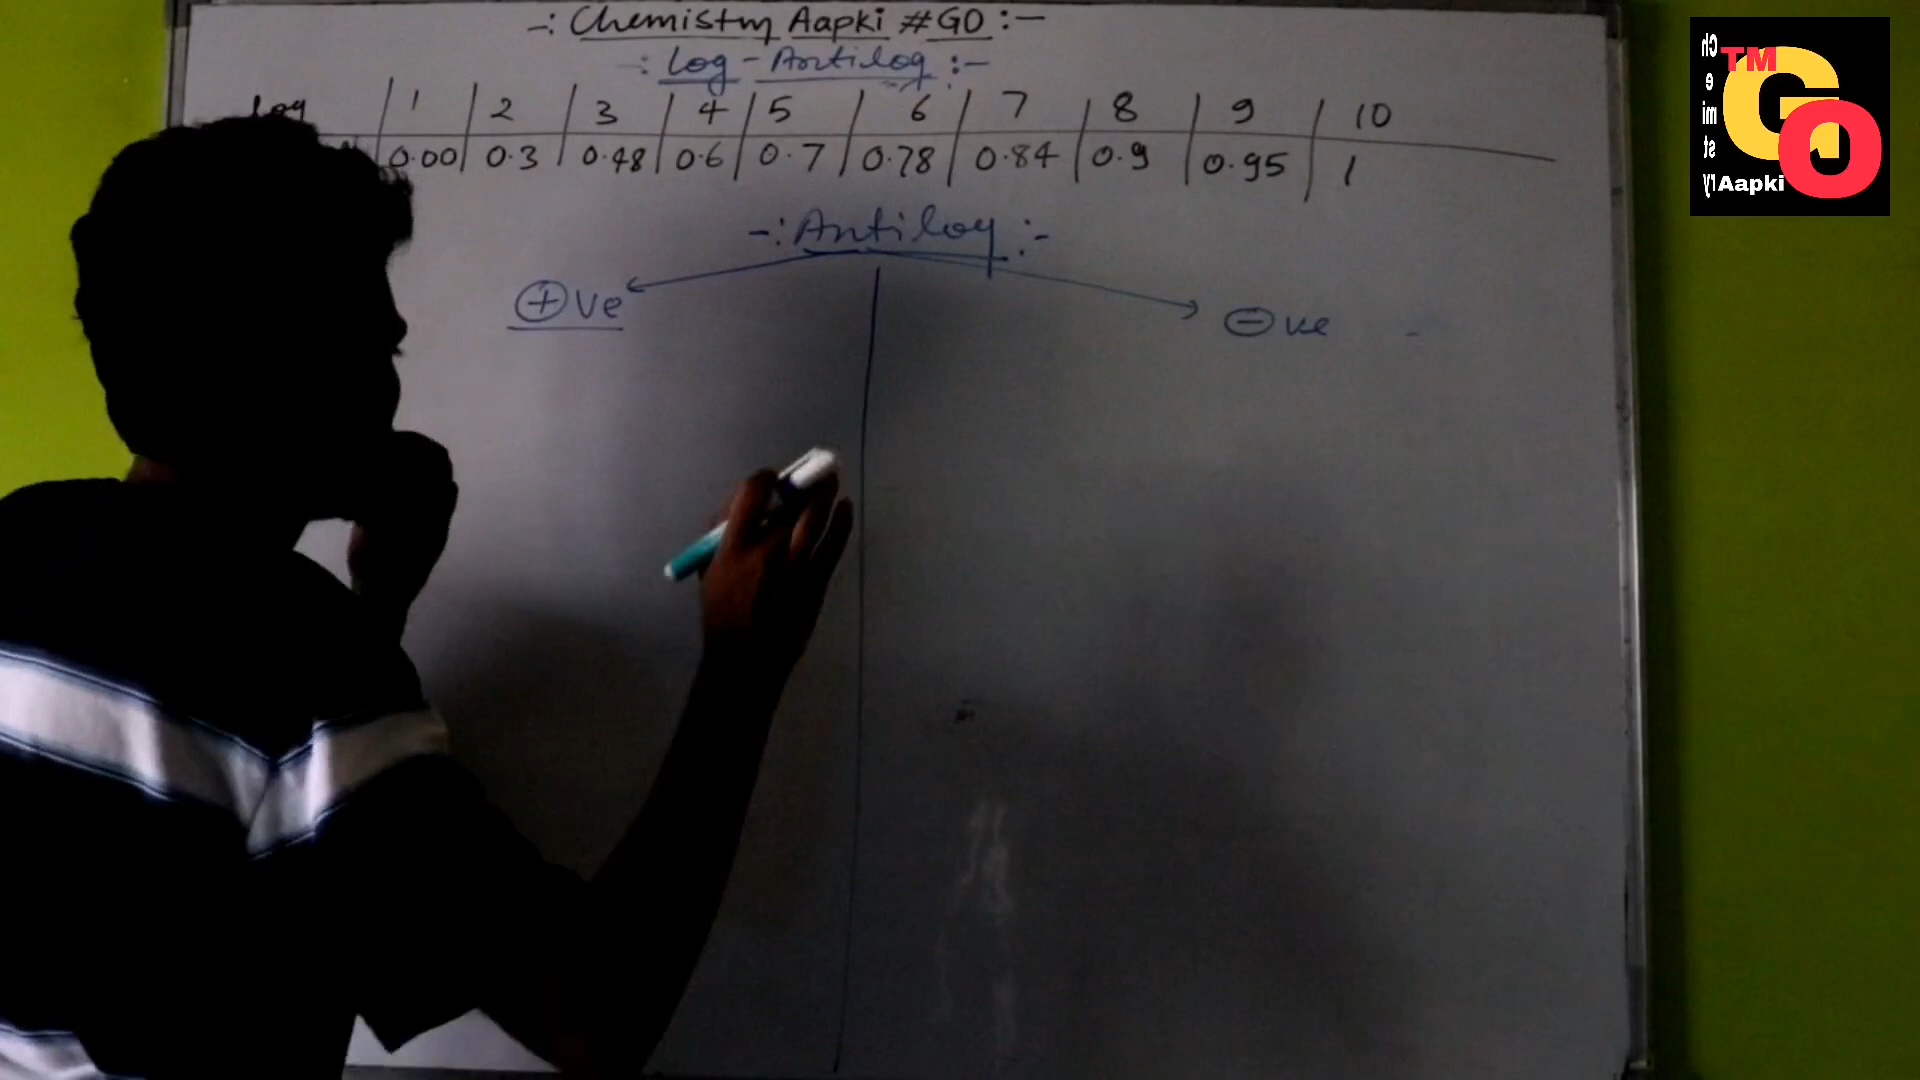 -: Chemistry Aapki #GO :-
: Log - Antilog :-
Log | 1 | 2 | 3 | 4 | 5 | 6 | 7 | 8 | 9 | 10
0.00 | 0.3 | 0.48 | 0.6 | 0.7 | 0.78 | 0.84 | 0.9 | 0.95 | 1
-: Antilog :-
⊕ve
⊖ve
Chemistry
TM
GO
Aapki